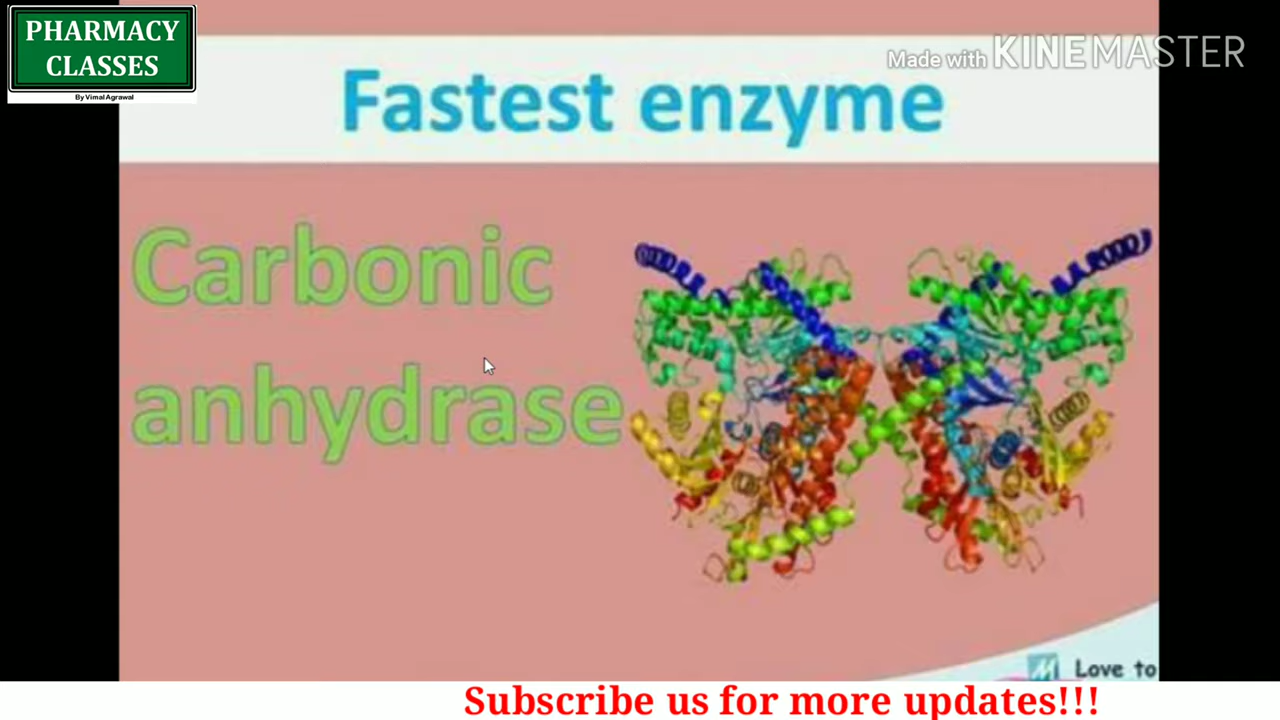 PHARMACY
CLASSES
By Vimal Agrawal
Made with KINEMASTER
Fastest enzyme
Carbonic
anhydrase
Love to
Subscribe us for more updates!!!